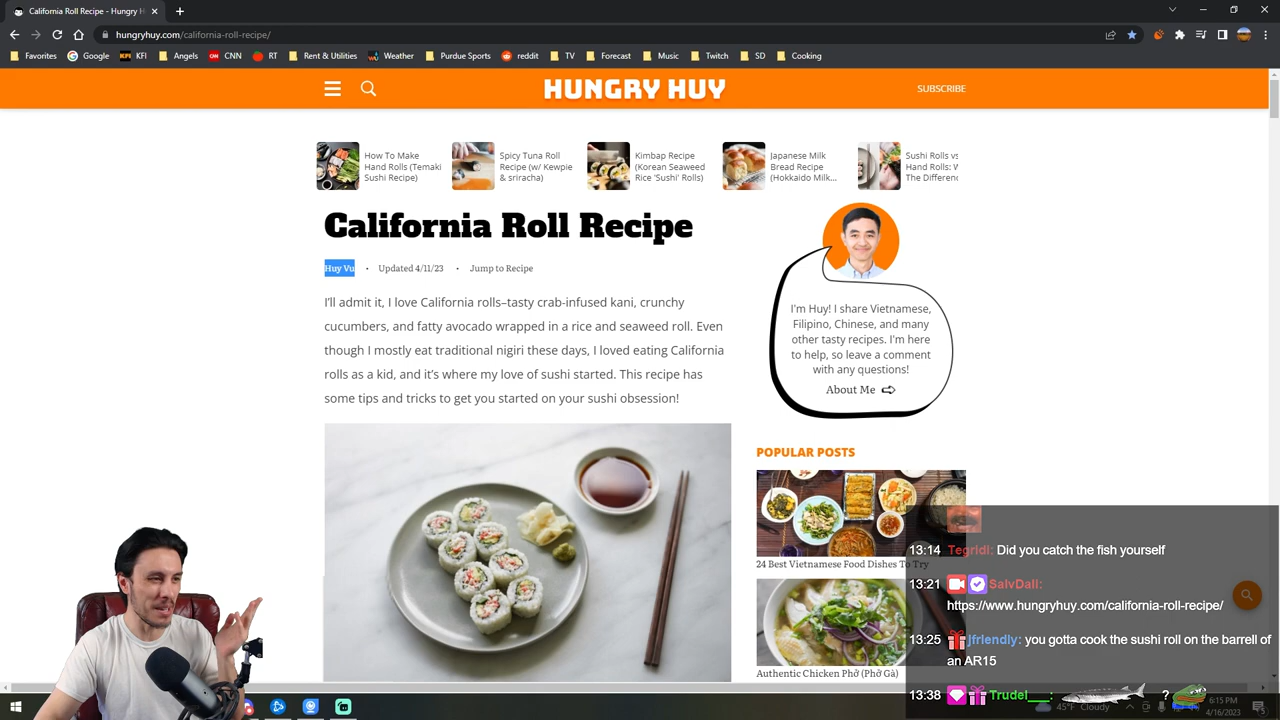 California Roll Recipe - Hungry H
hungryhuy.com/california-roll-recipe/
Favorites Google KFI Angels CNN RT Rent & Utilities Weather Purdue Sports reddit TV Forecast Music Twitch SD Cooking
HUNGRY HUY
SUBSCRIBE
How To Make
Hand Rolls (Temaki
Sushi Recipe)
Spicy Tuna Roll
Recipe (w/ Kewpie
& sriracha)
Kimbap Recipe
(Korean Seaweed
Rice 'Sushi' Rolls)
Japanese Milk
Bread Recipe
(Hokkaido Milk...
Sushi Rolls vs
Hand Rolls: W
The Differenc
California Roll Recipe
Huy Vu • Updated 4/11/23 • Jump to Recipe
I'll admit it, I love California rolls–tasty crab-infused kani, crunchy
cucumbers, and fatty avocado wrapped in a rice and seaweed roll. Even
though I mostly eat traditional nigiri these days, I loved eating California
rolls as a kid, and it's where my love of sushi started. This recipe has
some tips and tricks to get you started on your sushi obsession!
I'm Huy! I share Vietnamese,
Filipino, Chinese, and many
other tasty recipes. I'm here
to help, so leave a comment
with any questions!
About Me
POPULAR POSTS
24 Best Vietnamese Food Dishes To Try
Authentic Chicken Phở (Phở Gà)
13:14 Tegridi: Did you catch the fish yourself
13:21 SalvDali:
https://www.hungryhuy.com/california-roll-recipe/
13:25 jfriendly: you gotta cook the sushi roll on the barrell of
an AR15
13:38 Trudel__: ?
45°F Cloudy
6:15 PM
4/16/2023